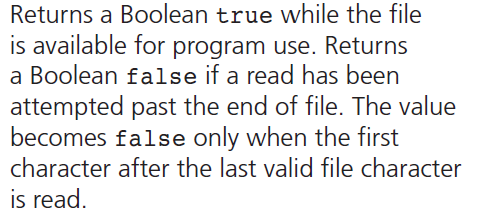 Returns a Boolean true while the file
is available for program use. Returns
a Boolean false if a read has been
attempted past the end of file. The value
becomes false only when the first
character after the last valid file character
is read.